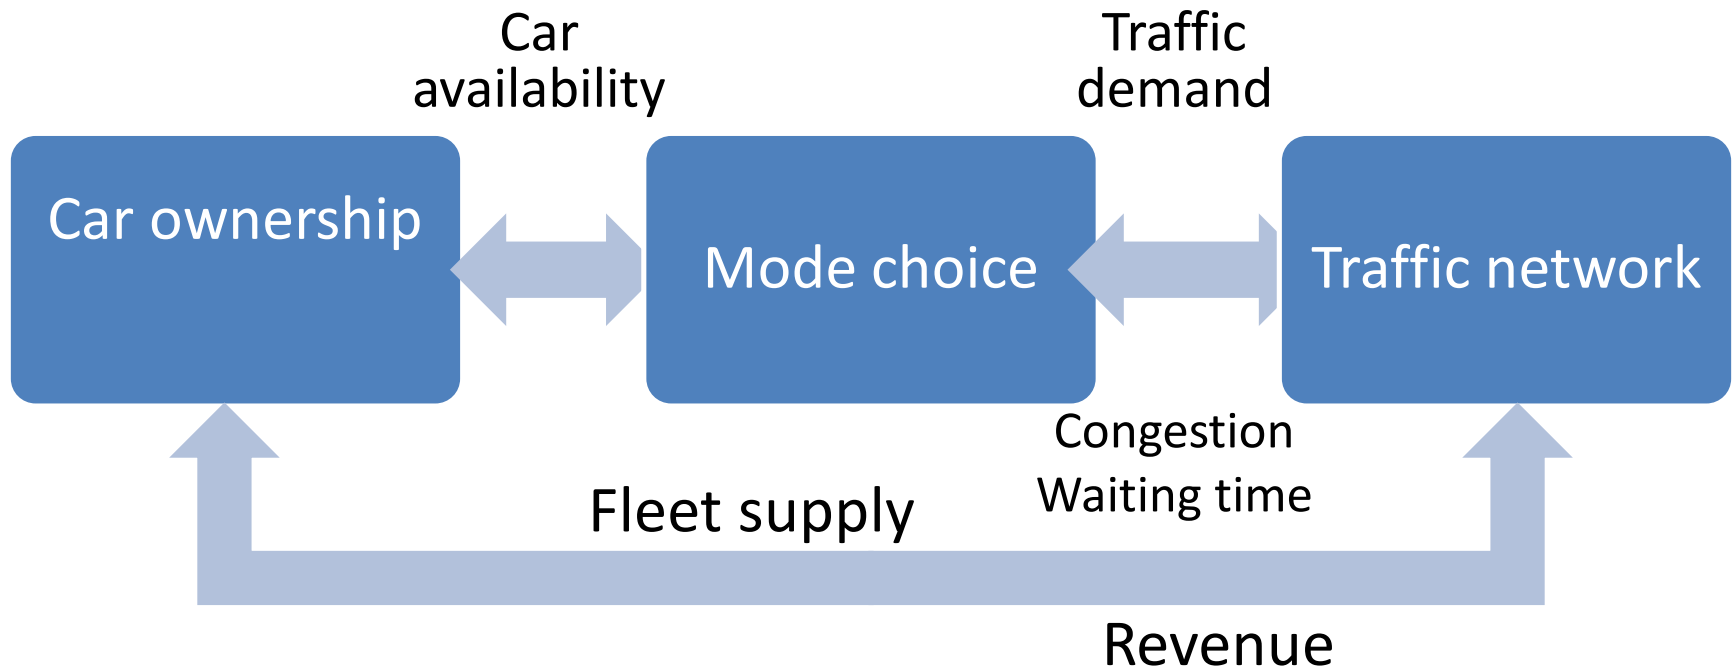 Car
availability
Traffic
demand
Car ownership
Mode choice
Traffic network
Congestion
Waiting time
Fleet supply
Revenue